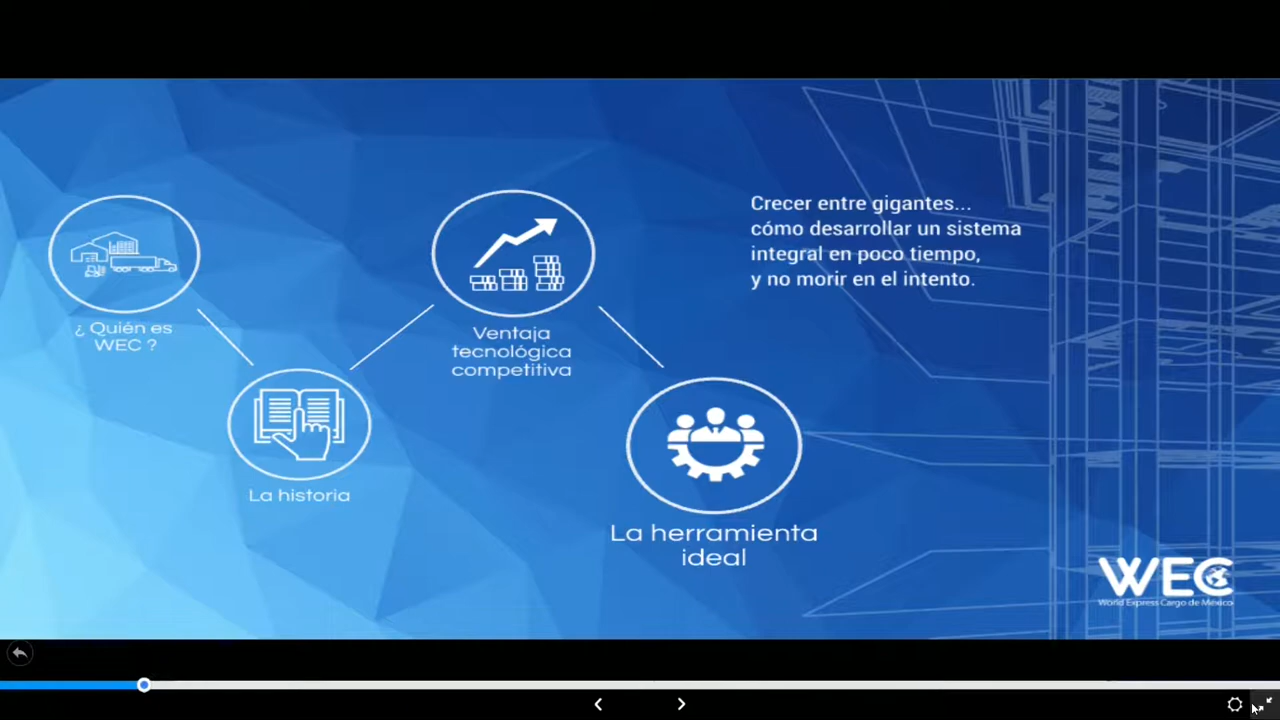 ¿ Quién es
WEC ?
La historia
Ventaja
tecnológica
competitiva
La herramienta
ideal
Crecer entre gigantes...
cómo desarrollar un sistema
integral en poco tiempo,
y no morir en el intento.
WEC
World Express Cargo de México